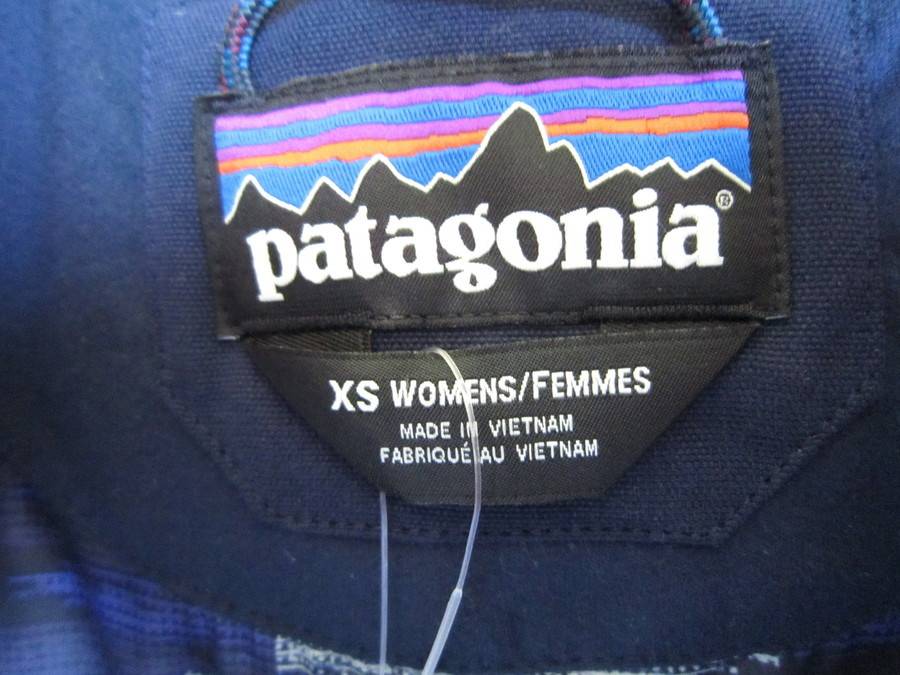 patagonia®
XS WOMENS/FEMMES
MADE IN VIETNAM
FABRIQUÉ AU VIETNAM